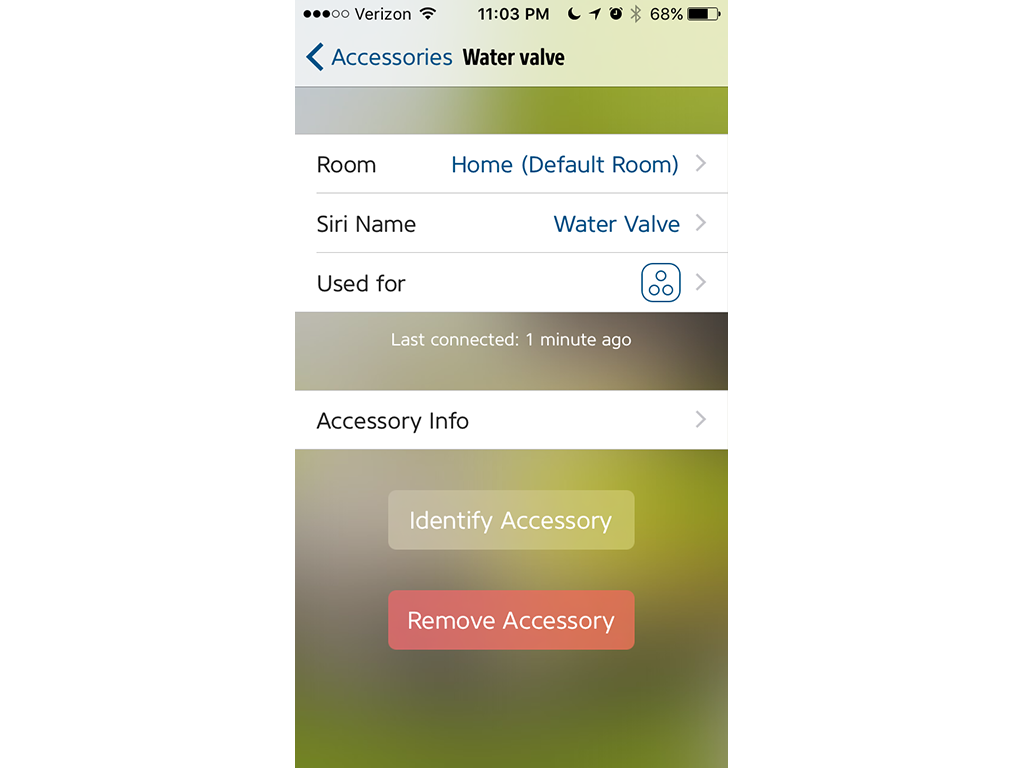 Verizon 11:03 PM 68%
Accessories Water valve
Room Home (Default Room)
Siri Name Water Valve
Used for
Last connected: 1 minute ago
Accessory Info
Identify Accessory
Remove Accessory